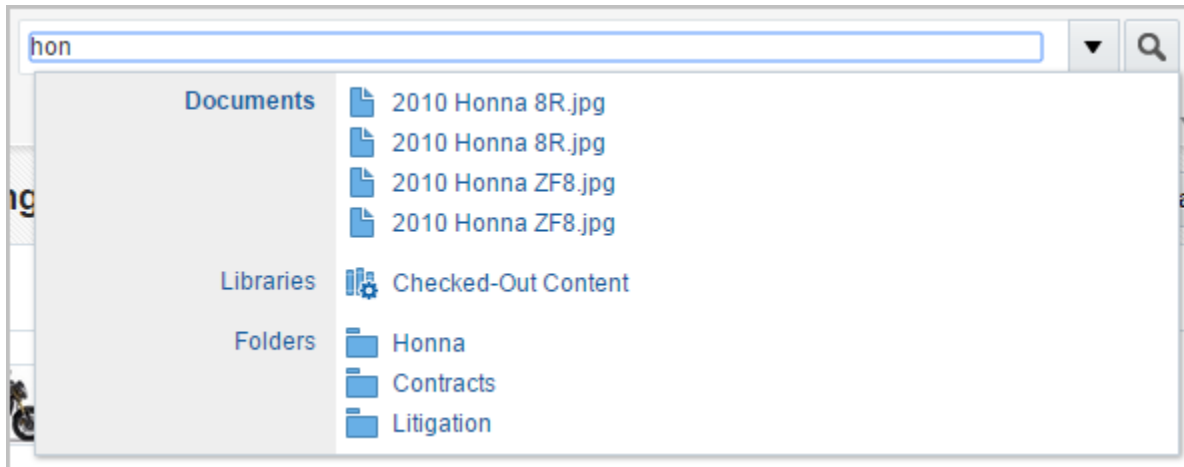 hon
Documents 2010 Honna 8R.jpg
2010 Honna 8R.jpg
2010 Honna ZF8.jpg
ng 2010 Honna ZF8.jpg
Libraries Checked-Out Content
Folders Honna
Contracts
Litigation